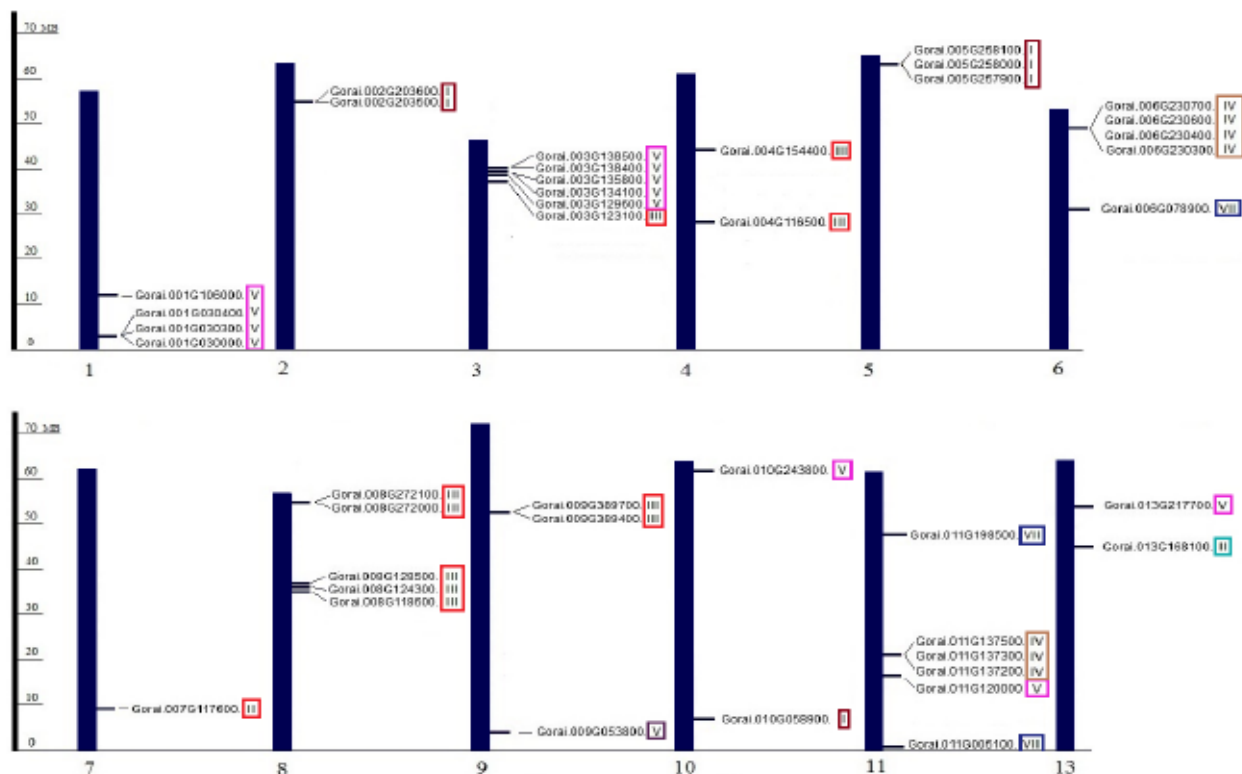 70 MB
60
50
40
30
20
10
0
Gorai.001G106000. V
Gorai.001G030400. V
Gorai.001G030300. V
Gorai.001G030000. V
Gorai.002G203600. I
Gorai.002G203500. I
Gorai.003G138500. V
Gorai.003G138400. V
Gorai.003G135800. V
Gorai.003G134100. V
Gorai.003G129600. V
Gorai.003G123100. III
Gorai.004G154400. III
Gorai.004G116500. III
Gorai.005G258100. I
Gorai.005G258000. I
Gorai.005G257900. I
Gorai.006G230700. IV
Gorai.006G230600. IV
Gorai.006G230400. IV
Gorai.006G230300. IV
Gorai.006G078900. VIII
1 2 3 4 5 6
70 MB
60
50
40
30
20
10
0
Gorai.007G117600.
Gorai.008G272100. III
Gorai.008G272000. III
Gorai.008G128500. III
Gorai.008G124300. III
Gorai.008G118600. III
Gorai.009G389700. III
Gorai.009G389400. III
Gorai.009G053800. V
Gorai.010G243800. V
Gorai.010G058900. I
Gorai.011G198500. VII
Gorai.011G137500. IV
Gorai.011G137300. IV
Gorai.011G137200. IV
Gorai.011G120000. V
Gorai.011G005100. VIII
Gorai.013G217700. V
Gorai.013G168100. II
7 8 9 10 11 13